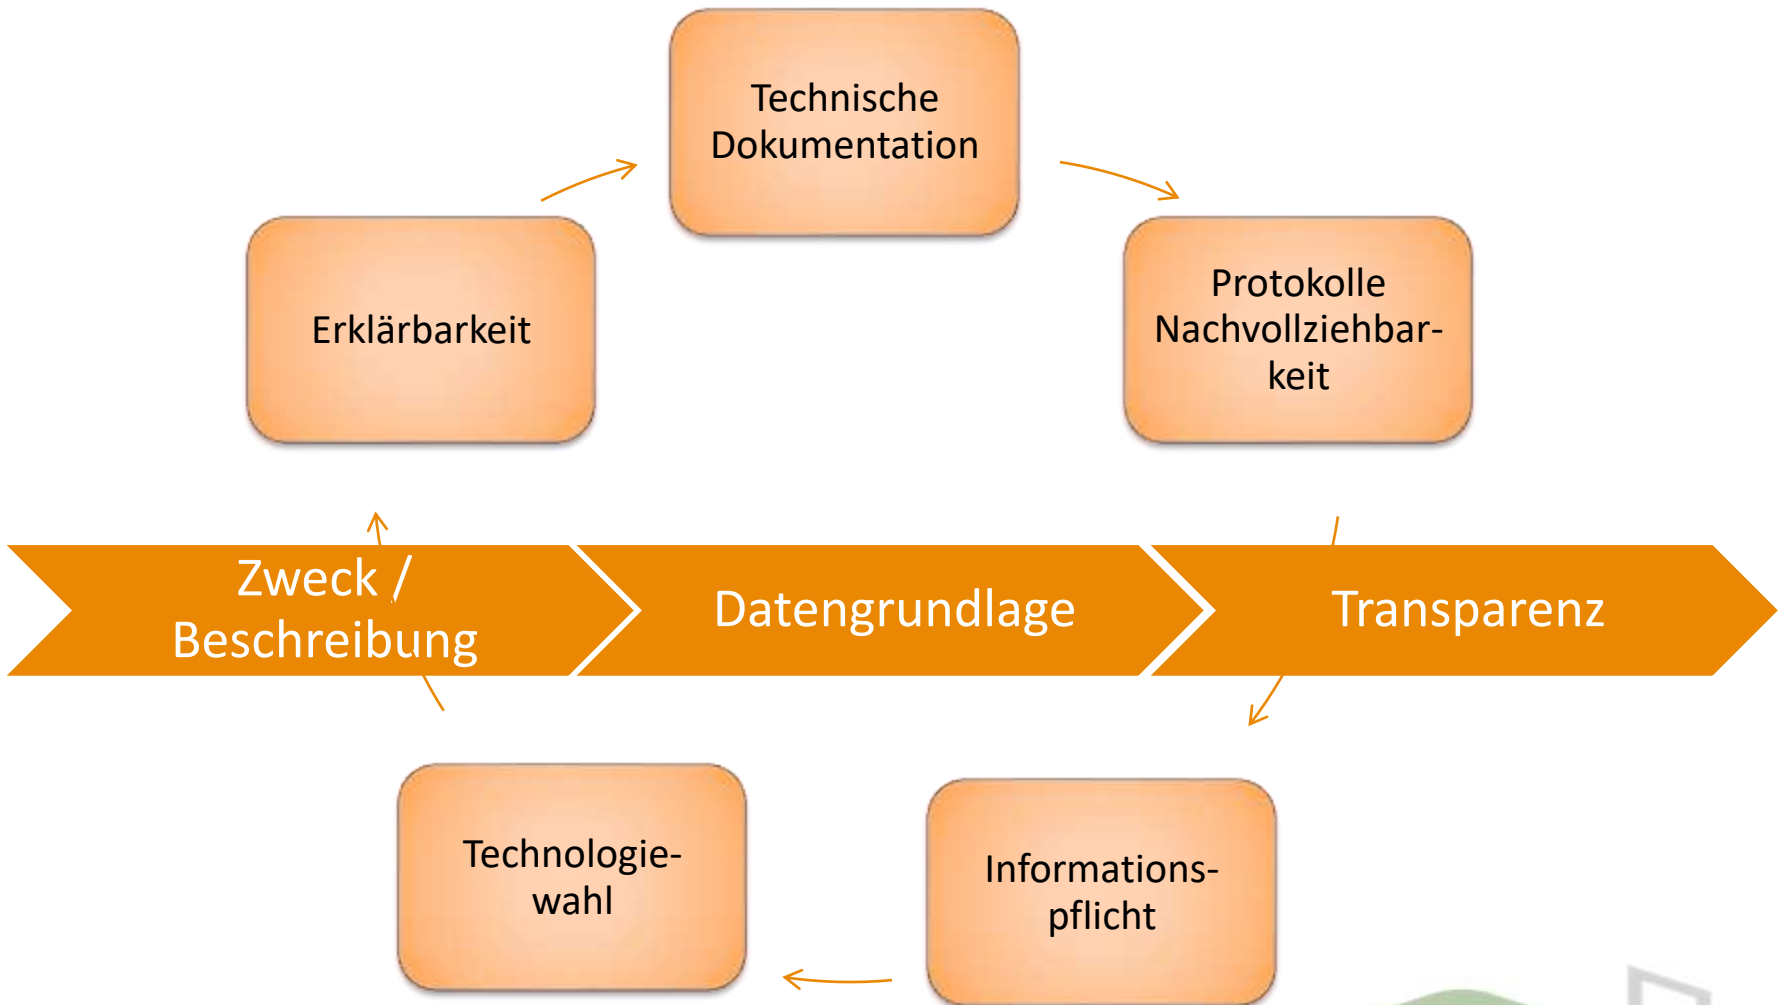 Technische
Dokumentation
Protokolle
Nachvollziehbar-
keit
Erklärbarkeit
Zweck /
Beschreibung
Datengrundlage
Transparenz
Technologie-
wahl
Informations-
pflicht